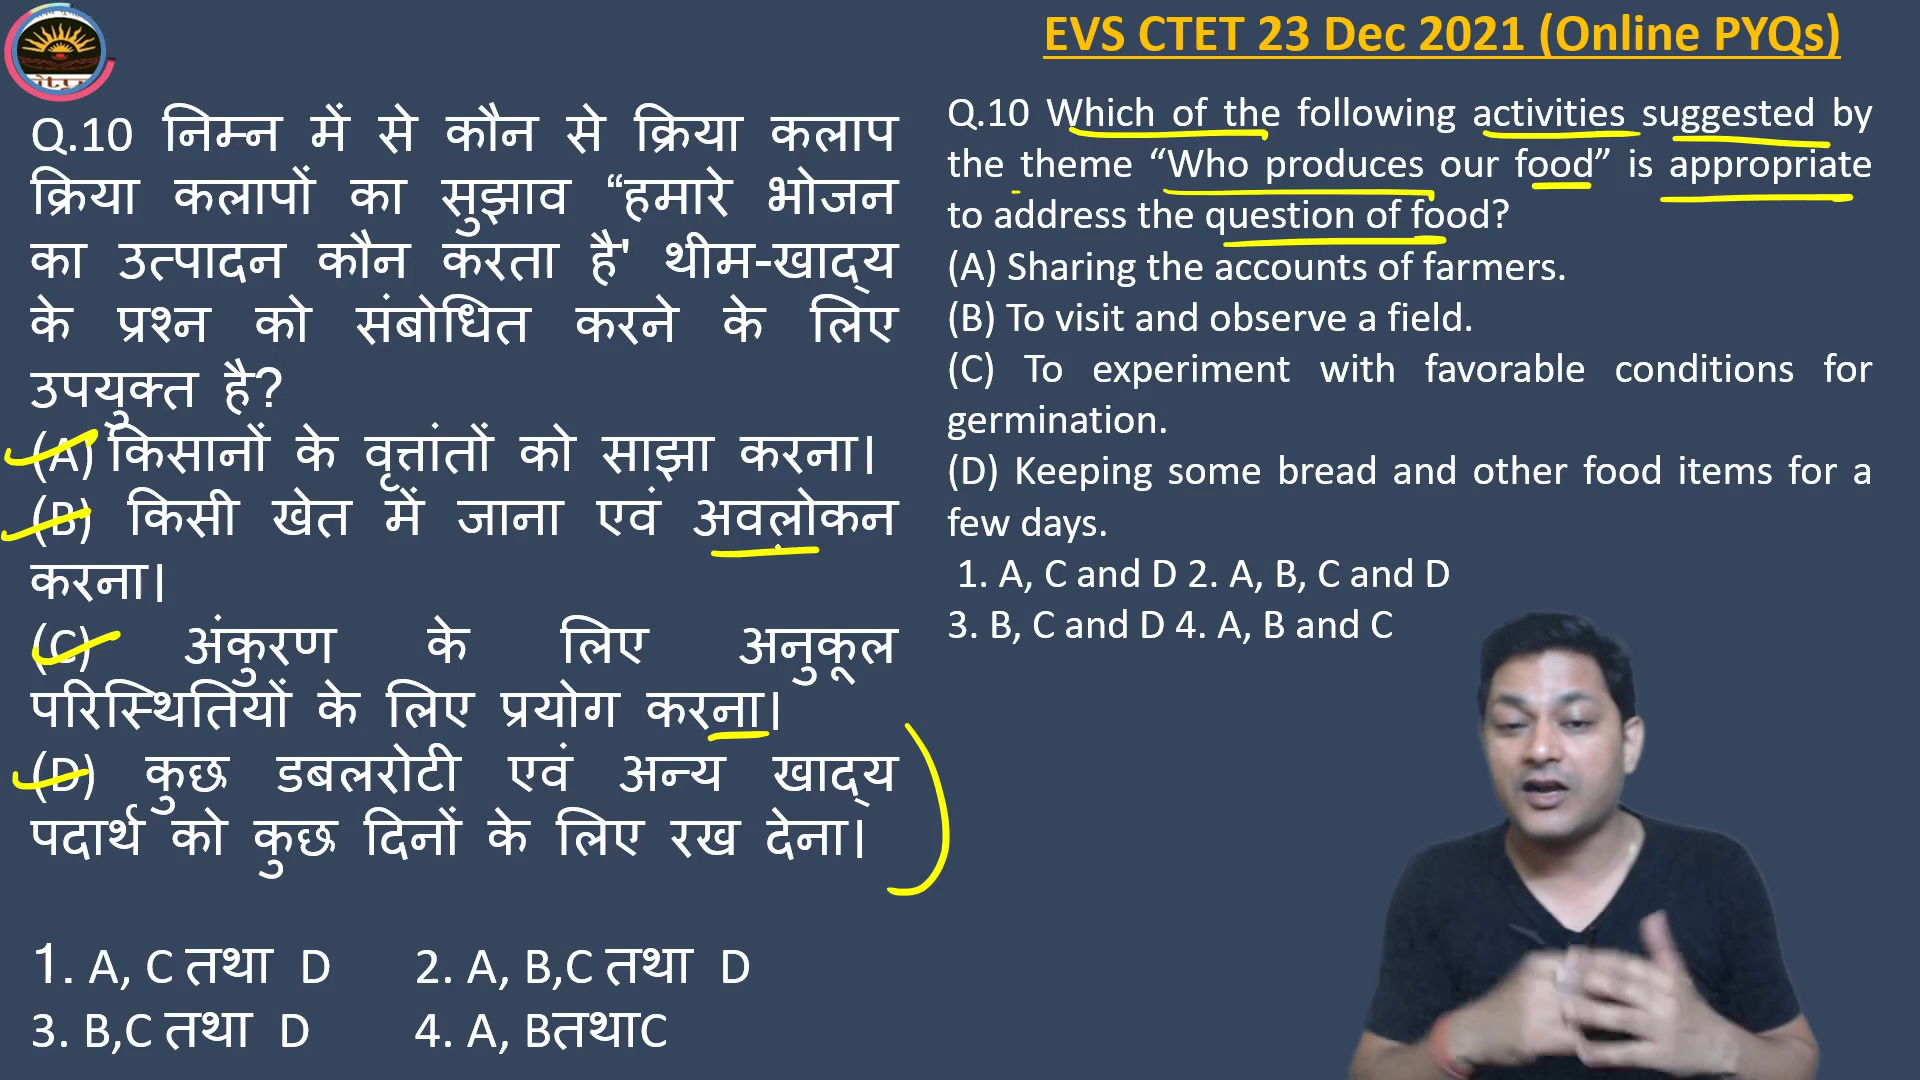 EVS CTET 23 Dec 2021 (Online PYQs)
Q.10 निम्न में से कौन से क्रिया कलाप
क्रिया कलापों का सुझाव “हमारे भोजन
का उत्पादन कौन करता है' थीम-खाद्य
के प्रश्न को संबोधित करने के लिए
उपयुक्त है?
(A) किसानों के वृत्तांतों को साझा करना।
(B) किसी खेत में जाना एवं अवलोकन
करना।
(C) अंकुरण के लिए अनुकूल
परिस्थितियों के लिए प्रयोग करना।
(D) कुछ डबलरोटी एवं अन्य खाद्य
पदार्थ को कुछ दिनों के लिए रख देना।
1. A, C तथा D 2. A, B,C तथा D
3. B,C तथा D 4. A, BतथाC
Q.10 Which of the following activities suggested by
the theme “Who produces our food” is appropriate
to address the question of food?
(A) Sharing the accounts of farmers.
(B) To visit and observe a field.
(C) To experiment with favorable conditions for
germination.
(D) Keeping some bread and other food items for a
few days.
1. A, C and D 2. A, B, C and D
3. B, C and D 4. A, B and C